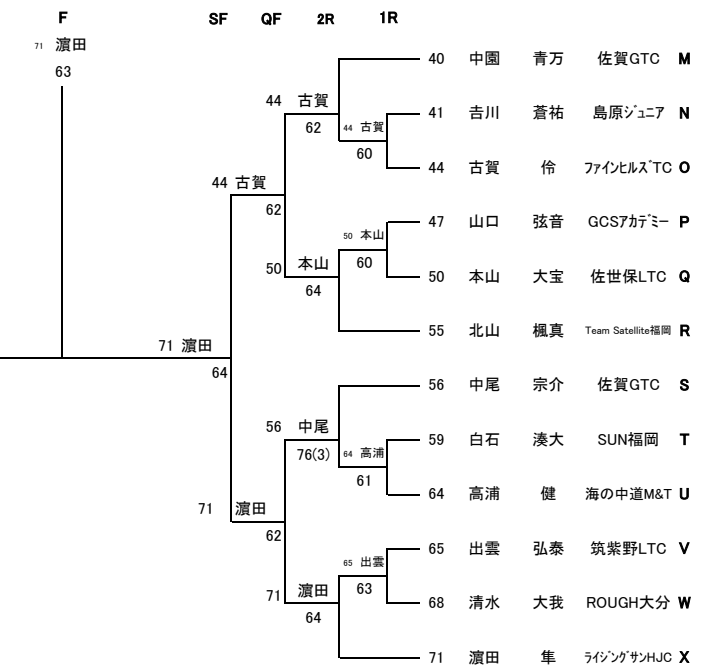 F SF QF 2R 1R
71 濵田
63
40 中園 青万 佐賀GTC M
44 古賀
62
41 吉川 蒼祐 島原ジュニア N
44 古賀
60
44 古賀 伶 ファインヒルズTC O
44 古賀
62
47 山口 弦音 GCSアカデミー P
50 本山
60
50 本山
64
50 本山 大宝 佐世保LTC Q
55 北山 楓真 Team Satellite福岡 R
71 濵田
64
56 中尾 宗介 佐賀GTC S
56 中尾
76(3)
59 白石 湊大 SUN福岡 T
64 高浦
61
64 高浦 健 海の中道M&T U
71 濵田
62
65 出雲 弘泰 筑紫野LTC V
65 出雲
63
71 濵田
64
68 清水 大我 ROUGH大分 W
71 濵田 隼 ライジングサンHJC X